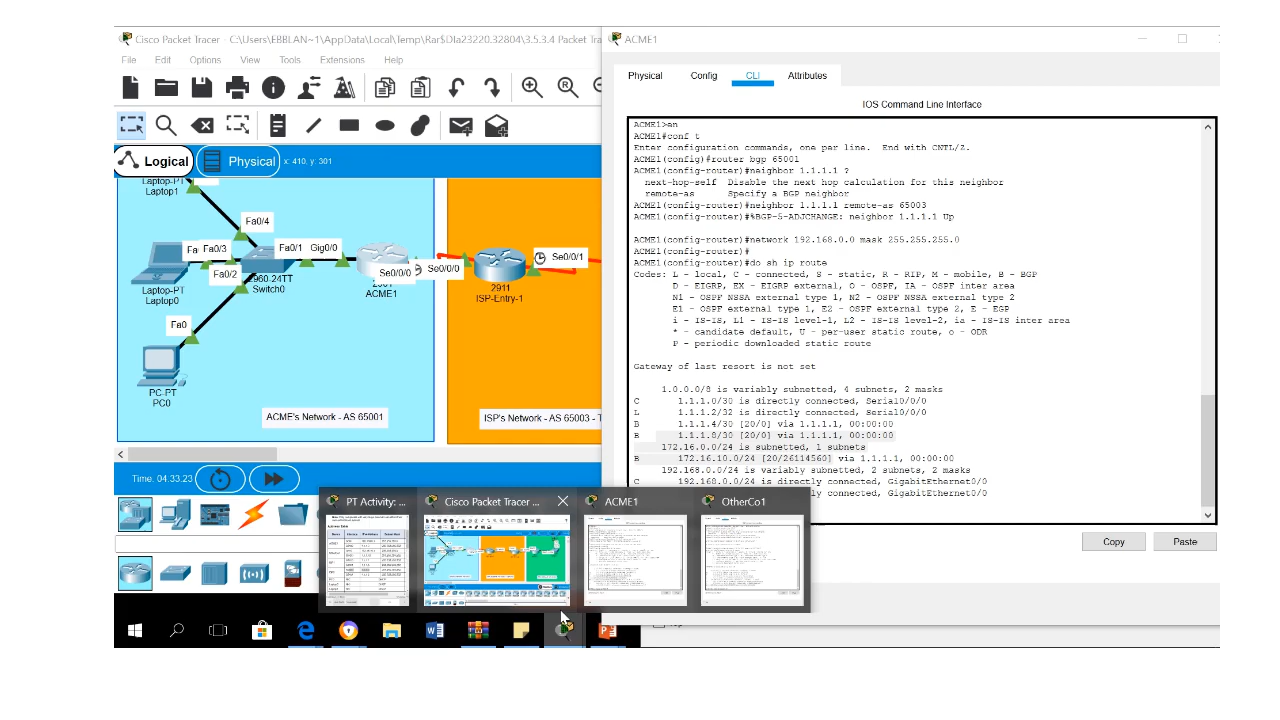 Cisco Packet Tracer - C:\Users\EBBLAN~1\AppData\Local\Temp\Rar$DIa23220.32804\3.5.3.4 Packet Tra
File Edit Options View Tools Extensions Help
Logical
Physical
x: 410, y: 301
Laptop-PT
Laptop1
Fa0/4
Fa0/3
Fa0/1
Gig0/0
Fa0/2
2960-24TT
Switch0
Se0/0/0
ACME1
Se0/0/0
Se0/0/1
2911
ISP-Entry-1
Laptop-PT
Laptop0
Fa0
PC-PT
PC0
ACME's Network - AS 65001
ISP's Network - AS 65003 - T
Time: 04:33:23
ACME1
Physical
Config
CLI
Attributes
IOS Command Line Interface
ACME1>en
ACME1#conf t
Enter configuration commands, one per line.  End with CNTL/Z.
ACME1(config)#router bgp 65001
ACME1(config-router)#neighbor 1.1.1.1 ?
next-hop-self  Disable the next hop calculation for this neighbor
remote-as      Specify a BGP neighbor
ACME1(config-router)#neighbor 1.1.1.1 remote-as 65003
ACME1(config-router)#%BGP-5-ADJCHANGE: neighbor 1.1.1.1 Up
ACME1(config-router)#network 192.168.0.0 mask 255.255.255.0
ACME1(config-router)#
ACME1(config-router)#do sh ip route
Codes: L - local, C - connected, S - static, R - RIP, M - mobile, B - BGP
D - EIGRP, EX - EIGRP external, O - OSPF, IA - OSPF inter area
N1 - OSPF NSSA external type 1, N2 - OSPF NSSA external type 2
E1 - OSPF external type 1, E2 - OSPF external type 2, E - EGP
i - IS-IS, L1 - IS-IS level-1, L2 - IS-IS level-2, ia - IS-IS inter area
* - candidate default, U - per-user static route, o - ODR
P - periodic downloaded static route
Gateway of last resort is not set
1.0.0.0/8 is variably subnetted, 4 subnets, 2 masks
C 1.1.1.0/30 is directly connected, Serial0/0/0
L 1.1.1.2/32 is directly connected, Serial0/0/0
B 1.1.1.4/30 [20/0] via 1.1.1.1, 00:00:00
B 1.1.1.8/30 [20/0] via 1.1.1.1, 00:00:00
172.16.0.0/24 is subnetted, 1 subnets
B 172.16.10.0/24 [20/26114560] via 1.1.1.1, 00:00:00
192.168.0.0/24 is variably subnetted, 2 subnets, 2 masks
C 192.168.0.0/24 is directly connected, GigabitEthernet0/0
ly connected, GigabitEthernet0/0
Copy
Paste
PT Activity: ...
Cisco Packet Tracer ...
ACME1
OtherCo1